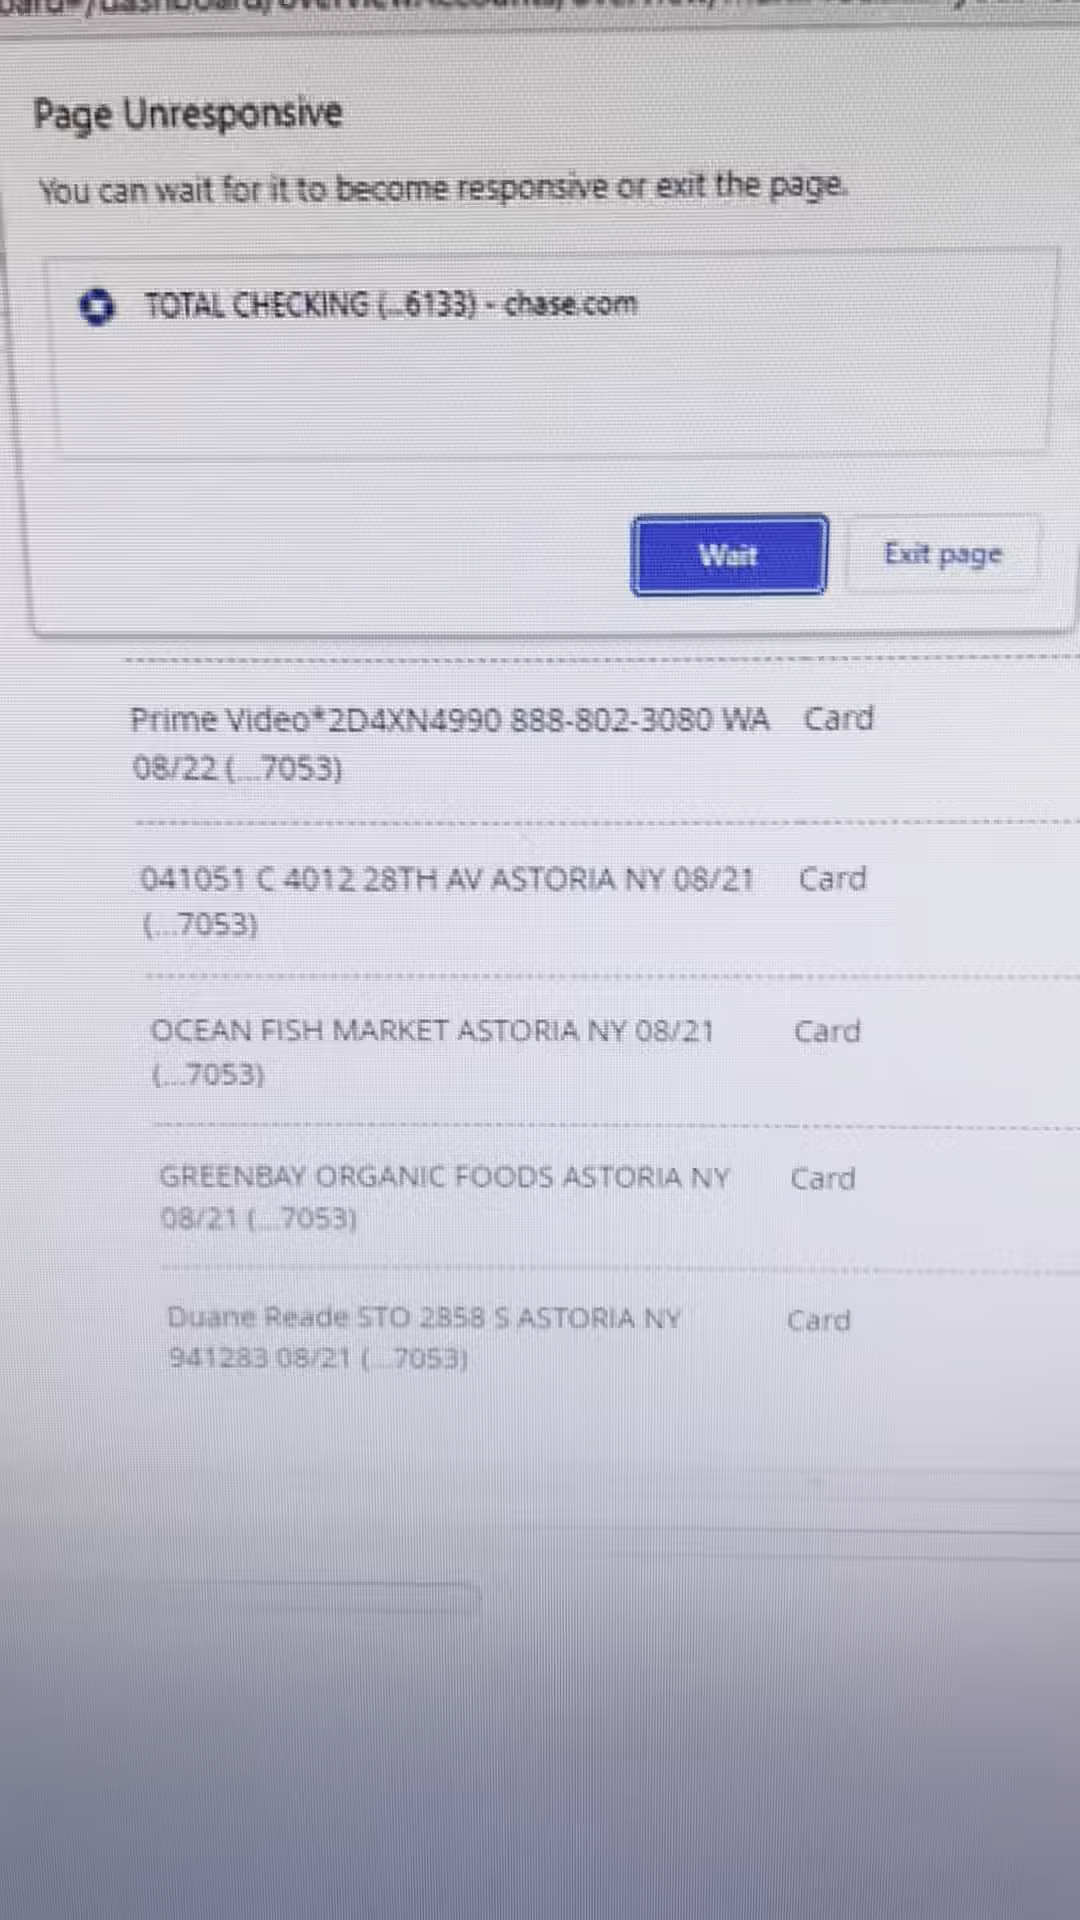 Page Unresponsive
You can wait for it to become responsive or exit the page.
TOTAL CHECKING (...6133) - chase.com
Wait Exit page
Prime Video*2D4XN4990 888-802-3080 WA Card
08/22 (...7053)
041051 C 4012 28TH AV ASTORIA NY 08/21 Card
(...7053)
OCEAN FISH MARKET ASTORIA NY 08/21 Card
(...7053)
GREENBAY ORGANIC FOODS ASTORIA NY Card
08/21 (...7053)
Duane Reade STO 2858 S ASTORIA NY Card
941283 08/21 (...7053)